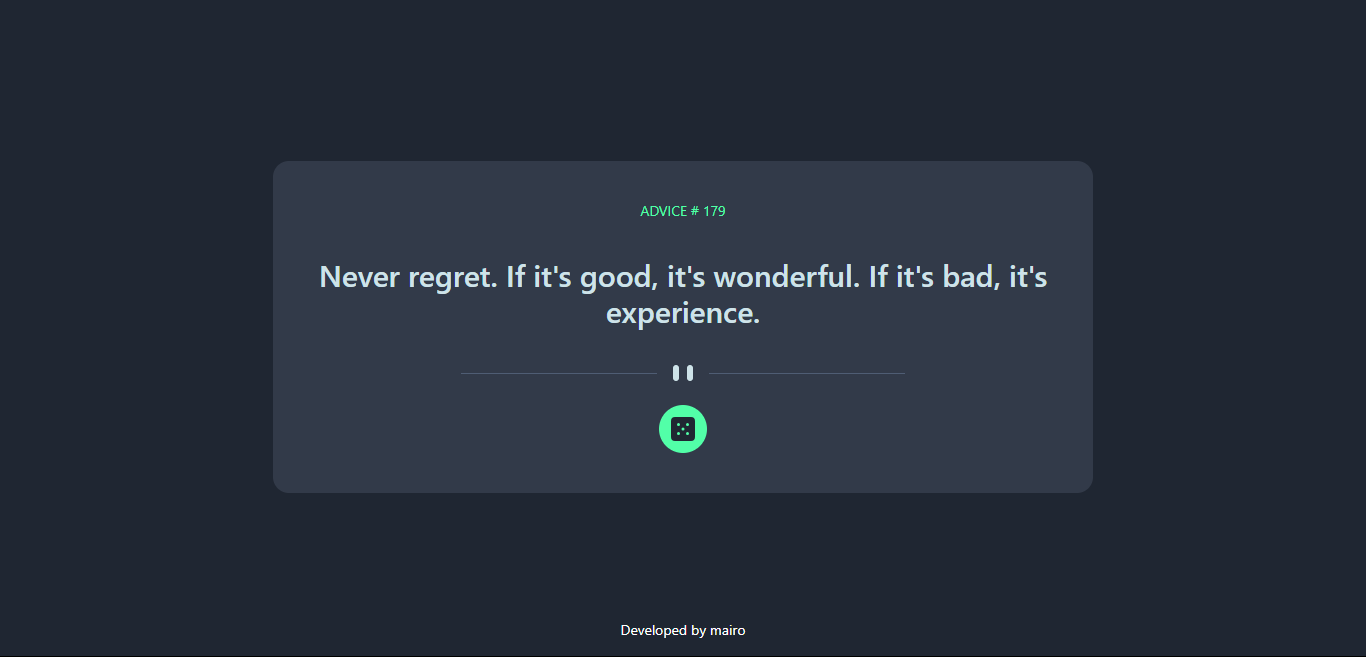 ADVICE # 179
Never regret. If it's good, it's wonderful. If it's bad, it's
experience.
Developed by mairo